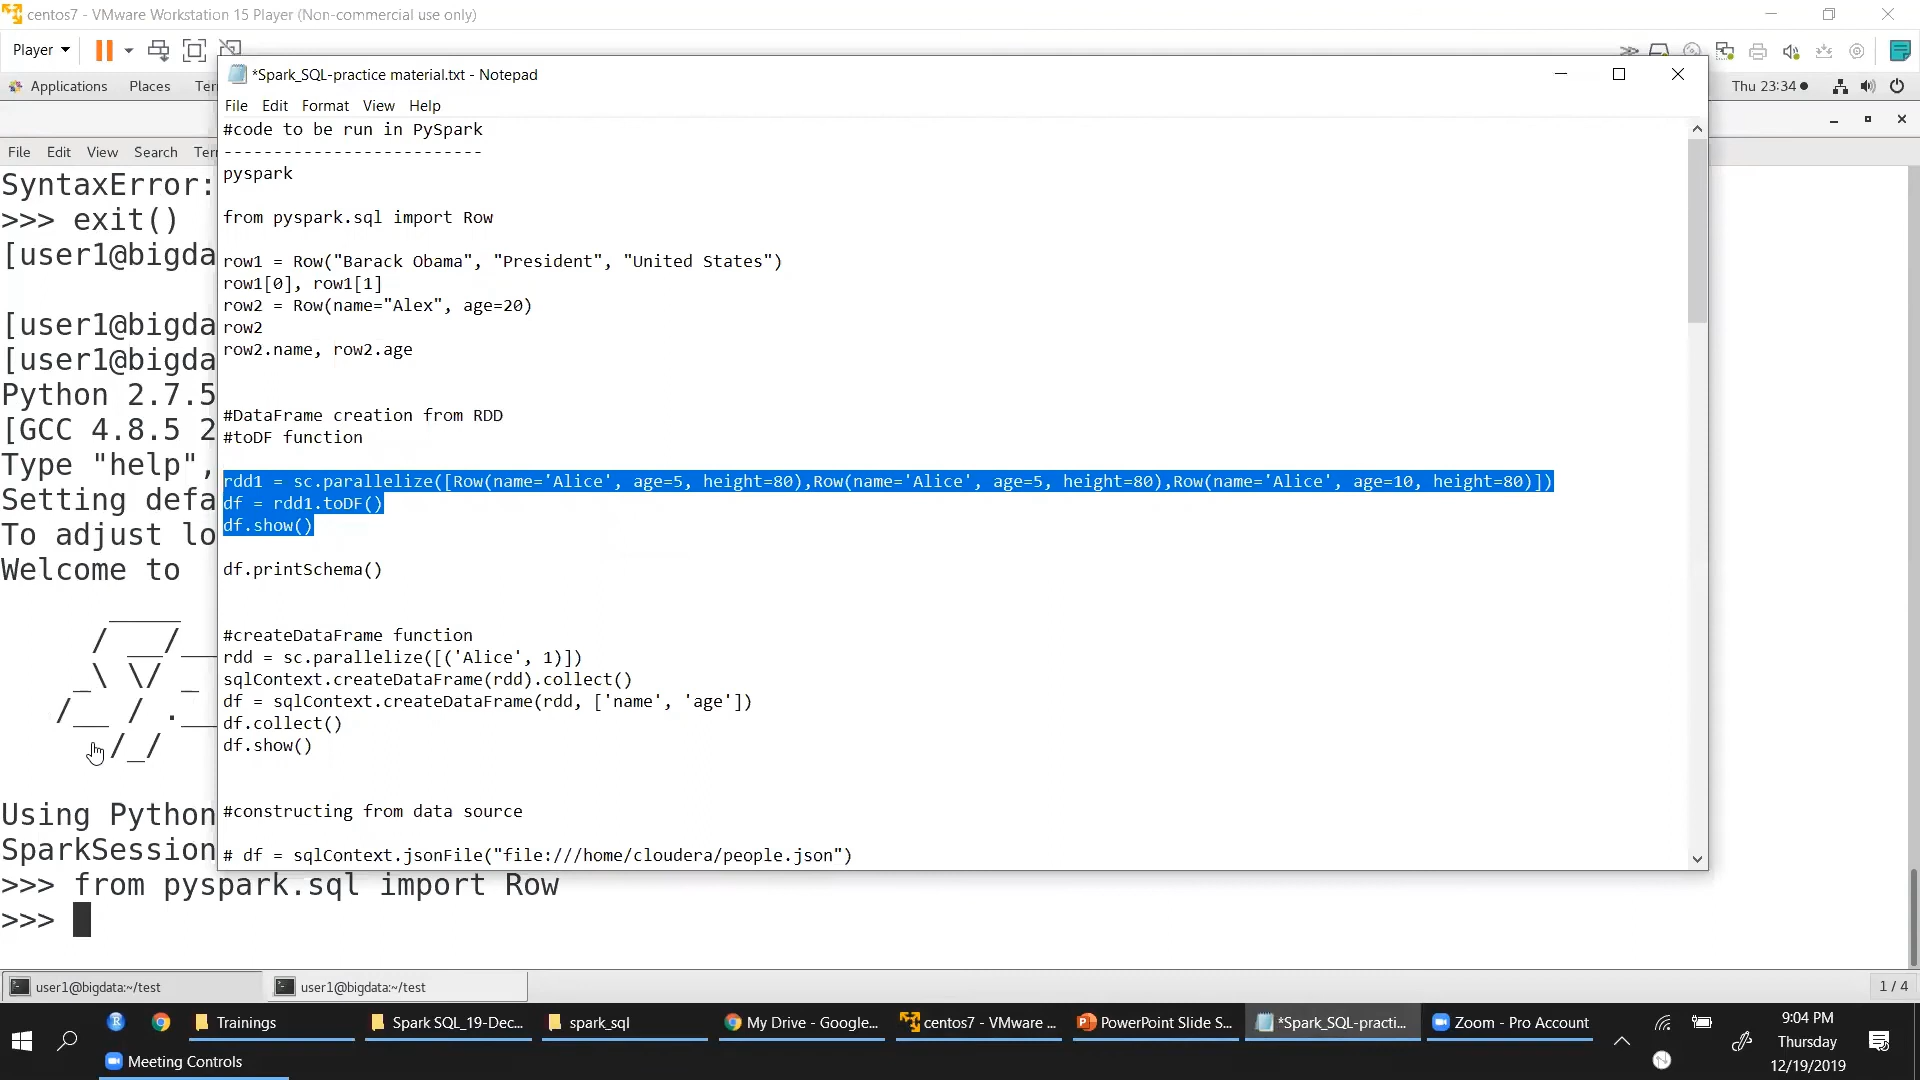 centos7 - VMware Workstation 15 Player (Non-commercial use only)
Player
Applications Places Ter Thu 23:34
*Spark_SQL-practice material.txt - Notepad
File Edit Format View Help
#code to be run in PySpark
--------------------------
pyspark
from pyspark.sql import Row
row1 = Row("Barack Obama", "President", "United States")
row1[0], row1[1]
row2 = Row(name="Alex", age=20)
row2
row2.name, row2.age
#DataFrame creation from RDD
#toDF function
rdd1 = sc.parallelize([Row(name='Alice', age=5, height=80),Row(name='Alice', age=5, height=80),Row(name='Alice', age=10, height=80)])
df = rdd1.toDF()
df.show()
df.printSchema()
#createDataFrame function
rdd = sc.parallelize([('Alice', 1)])
sqlContext.createDataFrame(rdd).collect()
df = sqlContext.createDataFrame(rdd, ['name', 'age'])
df.collect()
df.show()
#constructing from data source
# df = sqlContext.jsonFile("file:///home/cloudera/people.json")
File Edit View Search Ter
SyntaxError:
>>> exit()
[user1@bigda
[user1@bigda
[user1@bigda
Python 2.7.5
[GCC 4.8.5 2
Type "help",
Setting defa
To adjust lo
Welcome to
Using Python
SparkSession
>>> from pyspark.sql import Row
>>>
user1@bigdata:~/test user1@bigdata:~/test 1 / 4
Trainings Spark SQL_19-Dec... spark_sql My Drive - Google... centos7 - VMware ... PowerPoint Slide S... *Spark_SQL-practi... Zoom - Pro Account
Meeting Controls
9:04 PM
Thursday
12/19/2019